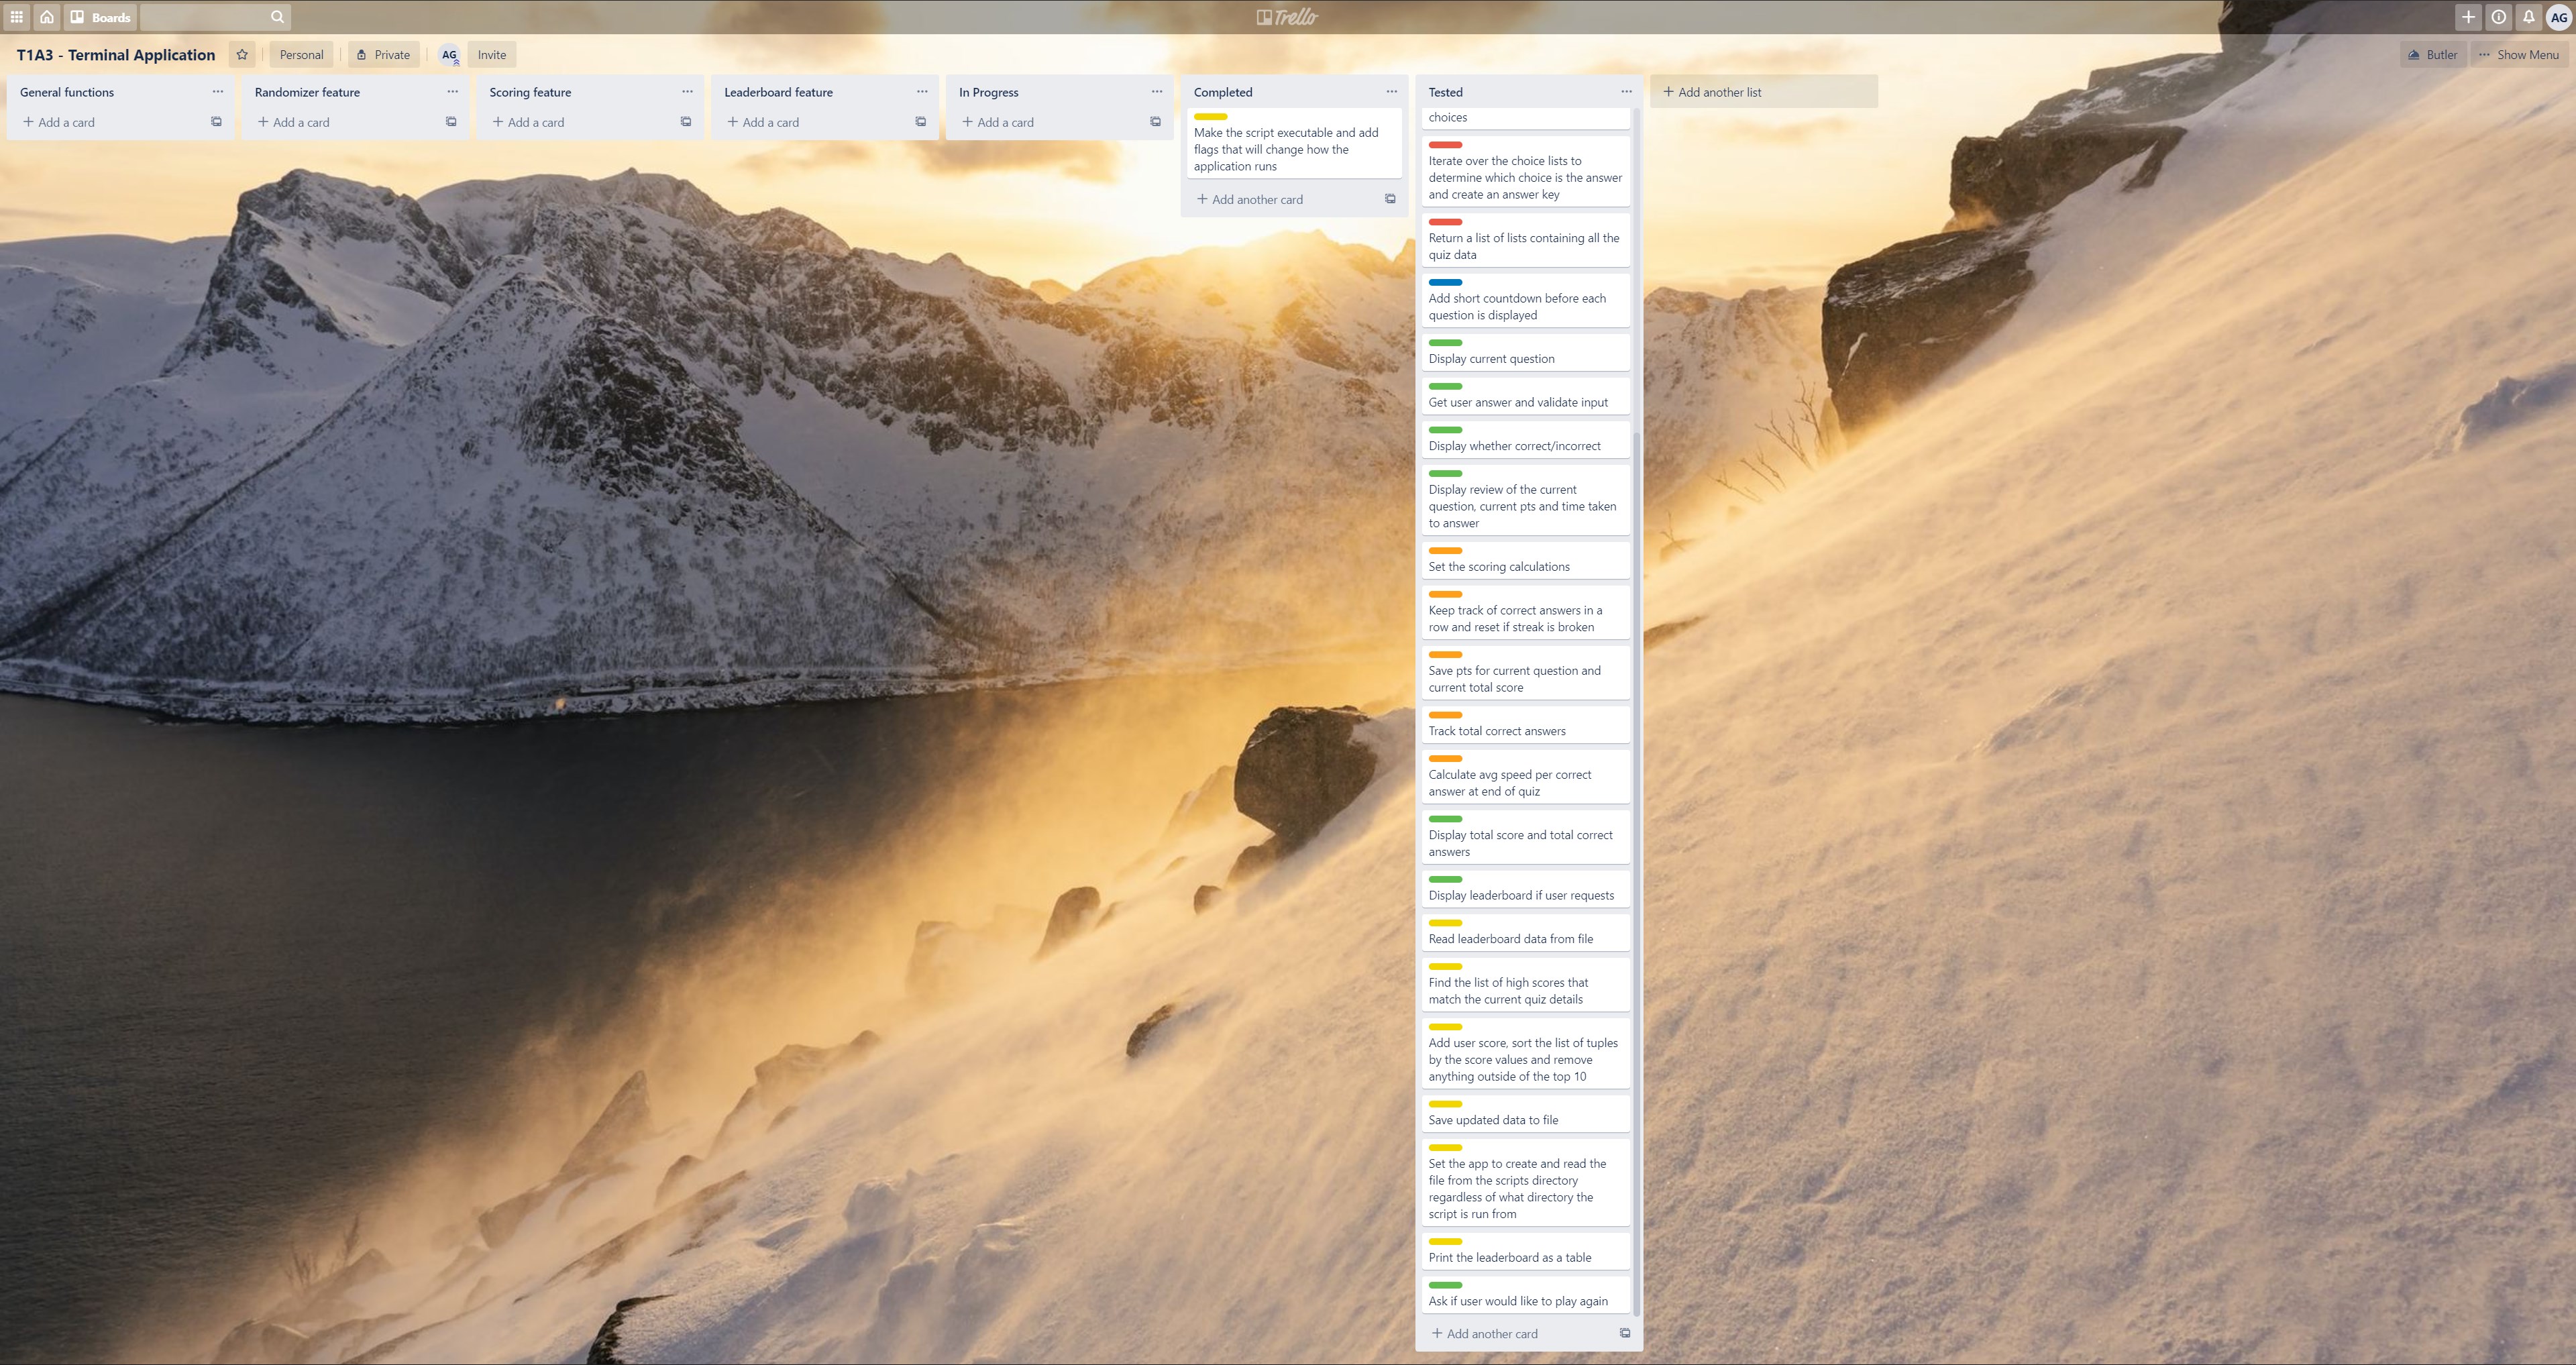 Boards
Trello
AG
T1A3 - Terminal Application
Personal
Private
AG
Invite
Butler
··· Show Menu
General functions ···
+ Add a card
Randomizer feature ···
+ Add a card
Scoring feature ···
+ Add a card
Leaderboard feature ···
+ Add a card
In Progress ···
+ Add a card
Completed ···
Make the script executable and add
flags that will change how the
application runs
+ Add another card
Tested ···
choices
Iterate over the choice lists to
determine which choice is the answer
and create an answer key
Return a list of lists containing all the
quiz data
Add short countdown before each
question is displayed
Display current question
Get user answer and validate input
Display whether correct/incorrect
Display review of the current
question, current pts and time taken
to answer
Set the scoring calculations
Keep track of correct answers in a
row and reset if streak is broken
Save pts for current question and
current total score
Track total correct answers
Calculate avg speed per correct
answer at end of quiz
Display total score and total correct
answers
Display leaderboard if user requests
Read leaderboard data from file
Find the list of high scores that
match the current quiz details
Add user score, sort the list of tuples
by the score values and remove
anything outside of the top 10
Save updated data to file
Set the app to create and read the
file from the scripts directory
regardless of what directory the
script is run from
Print the leaderboard as a table
Ask if user would like to play again
+ Add another card
+ Add another list